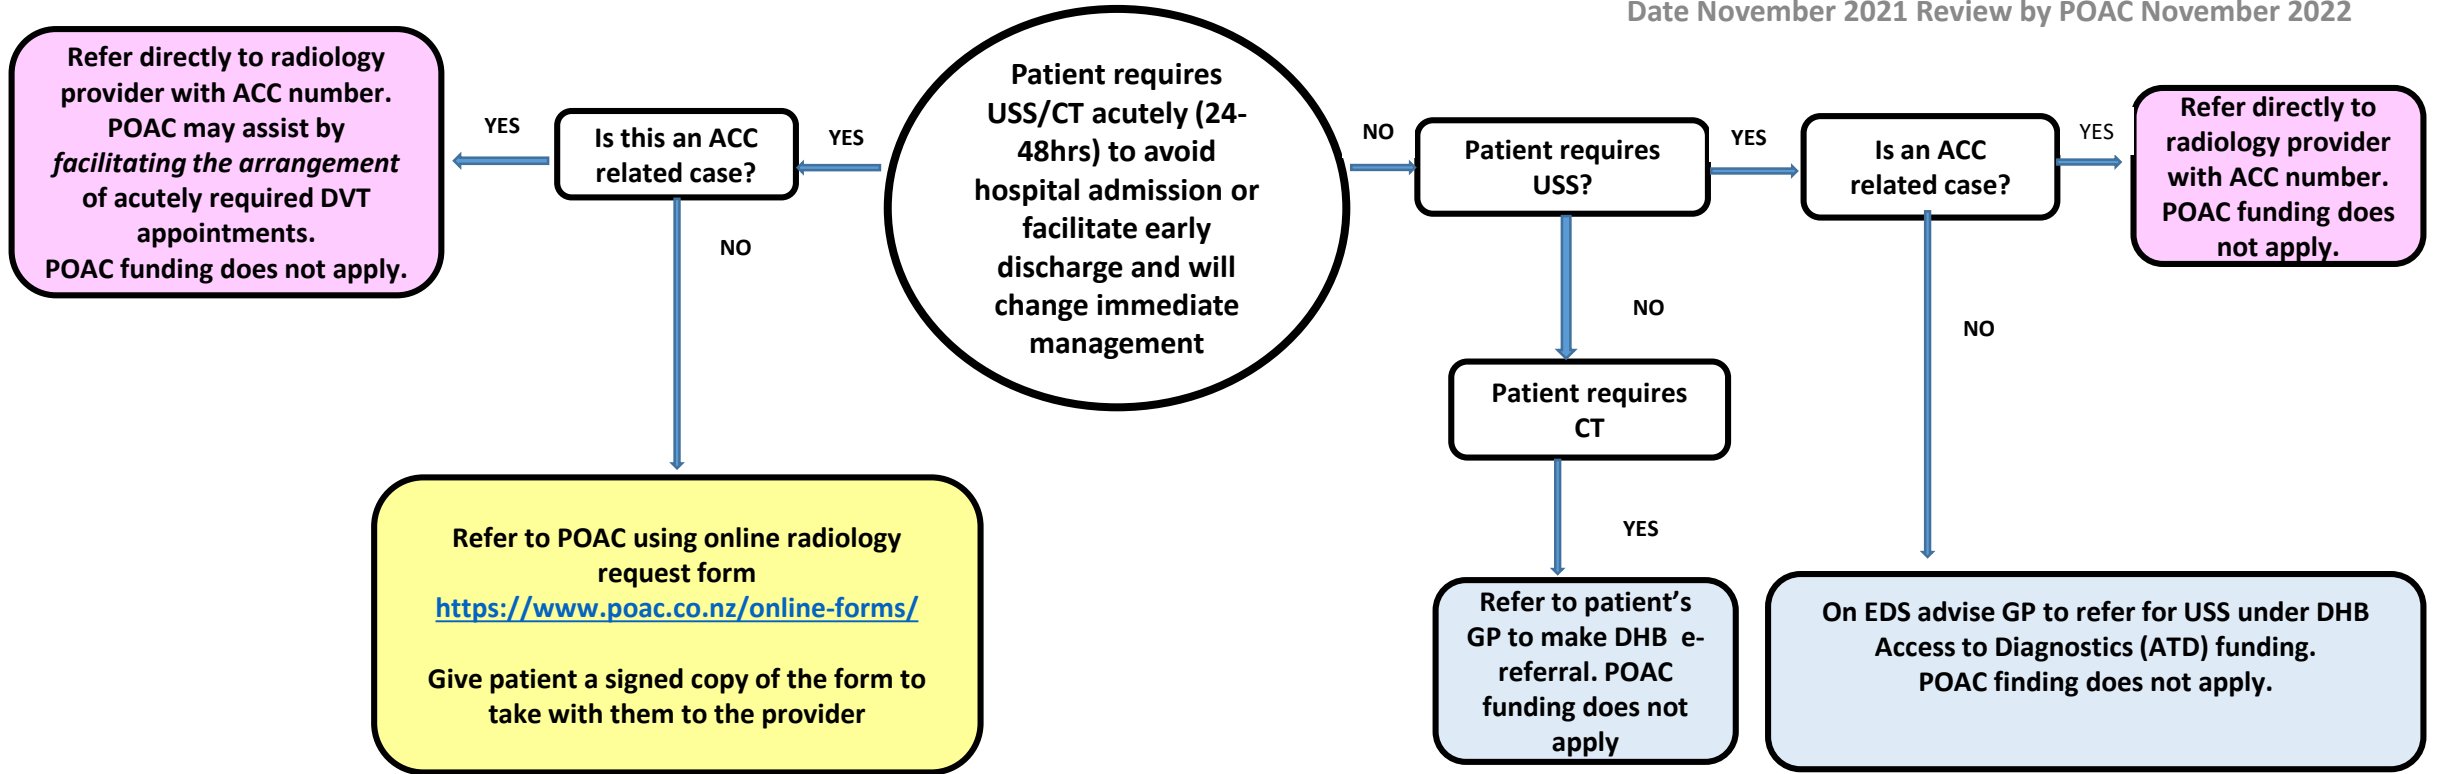 Date November 2021 Review by POAC November 2022
Refer directly to radiology
provider with ACC number.
POAC may assist by
facilitating the arrangement
of acutely required DVT
appointments.
POAC funding does not apply.
YES
Is this an ACC
related case?
YES
NO
Patient requires
USS/CT acutely (24-
48hrs) to avoid
hospital admission or
facilitate early
discharge and will
change immediate
management
NO
Patient requires
USS?
YES
Is an ACC
related case?
YES
Refer directly to
radiology provider
with ACC number.
POAC funding does
not apply.
NO
NO
Patient requires
CT
YES
Refer to POAC using online radiology
request form
https://www.poac.co.nz/online-forms/
Give patient a signed copy of the form to
take with them to the provider
Refer to patient’s
GP to make DHB  e-
referral. POAC
funding does not
apply
On EDS advise GP to refer for USS under DHB
Access to Diagnostics (ATD) funding.
POAC finding does not apply.